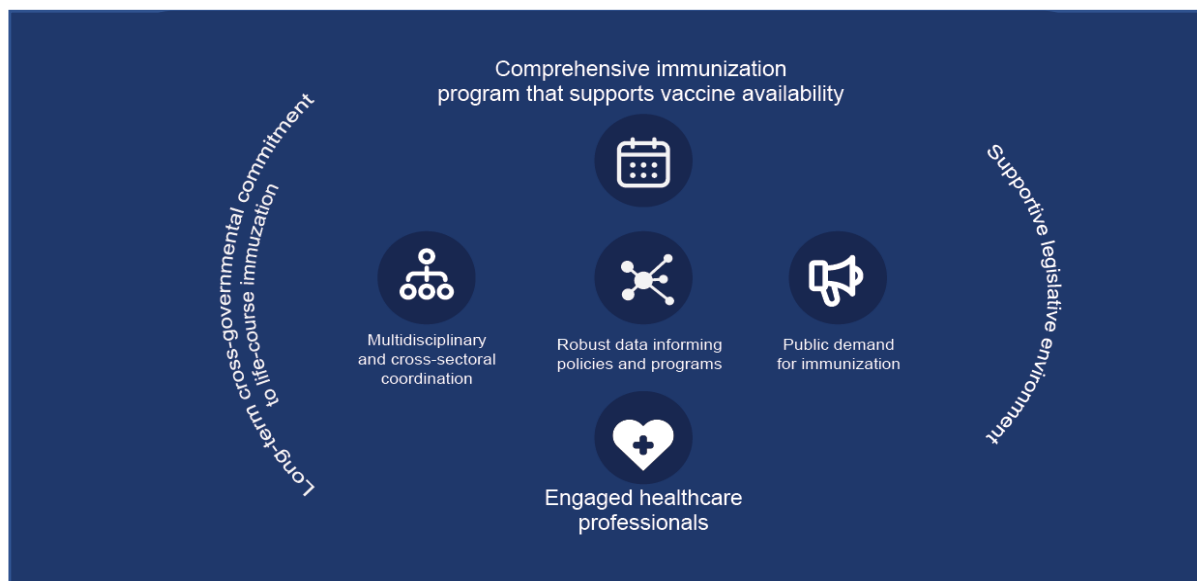 Comprehensive immunization
program that supports vaccine availability
Long-term cross-governmental commitment
to life-course immuzation
Supportive legislative environment
Multidisciplinary
and cross-sectoral
coordination
Robust data informing
policies and programs
Public demand
for immunization
Engaged healthcare
professionals